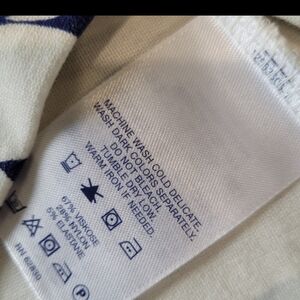 MACHINE WASH COLD DELICATE.
WASH DARK COLORS SEPARATELY.
DO NOT BLEACH.
TUMBLE DRY LOW.
WARM IRON IF NEEDED.
67% VISKOSE
28% NYLON
5% ELASTANE
P